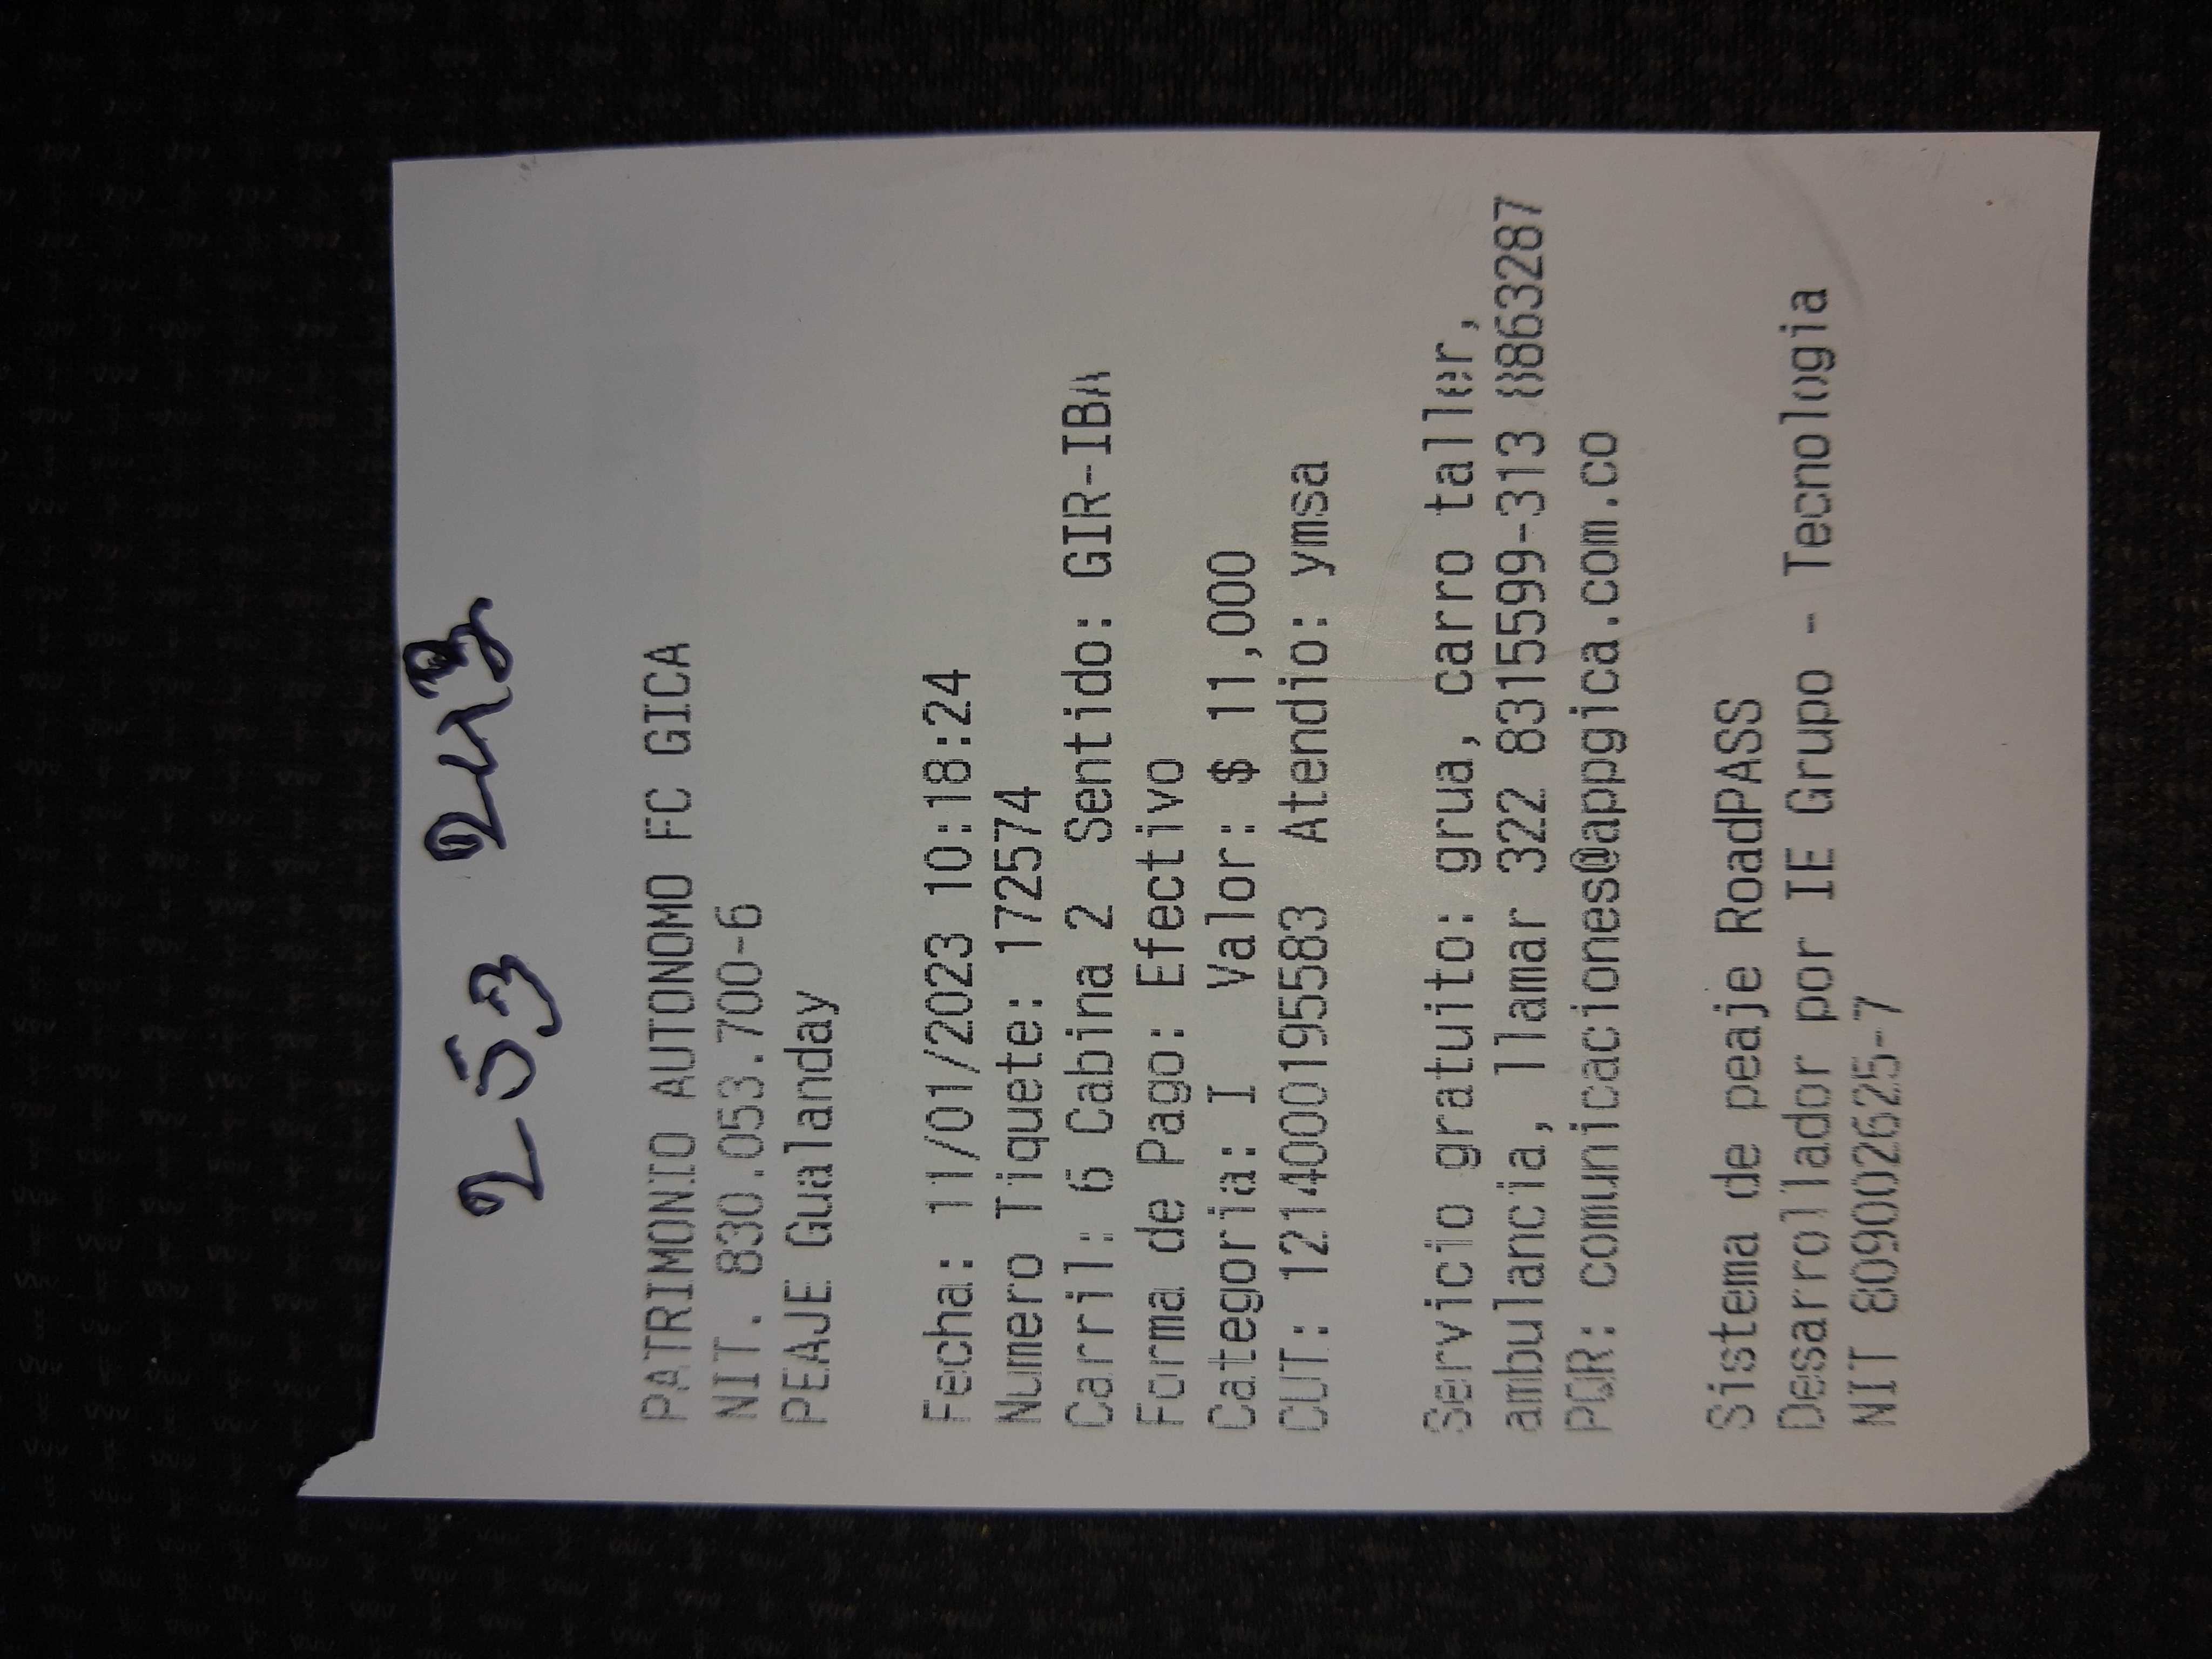 253
PATRIMONIO AUTONOMO FC GICA
NIT. 830.053.700-6
PEAJE Gualanday
Fecha: 11/01/2023 10:18:24
Numero Tiquete: 172574
Carril: 6 Cabina 2 Sentido: GIR-IBA
Forma de Pago: Efectivo
Categoria: I Valor: $ 11,000
CUT: 1214000195583 Atendio: ymsa
Servicio gratuito: grua, carro taller,
ambulancia, llamar 322 8315599-313 8863287
PQR: comunicaciones@appgica.com.co
Sistema de peaje RoadPASS
Desarrollador por IE Grupo - Tecnologia
NIT 809002625-7